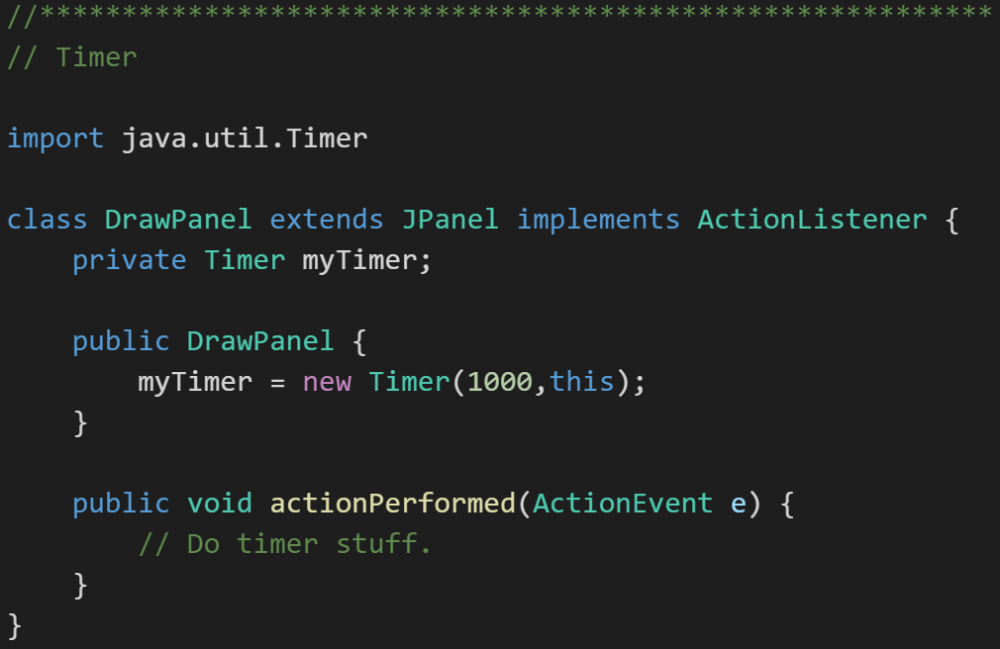 //**********************************************************
// Timer
import java.util.Timer
class DrawPanel extends JPanel implements ActionListener {
    private Timer myTimer;
    public DrawPanel {
        myTimer = new Timer(1000,this);
    }
    public void actionPerformed(ActionEvent e) {
        // Do timer stuff.
    }
}